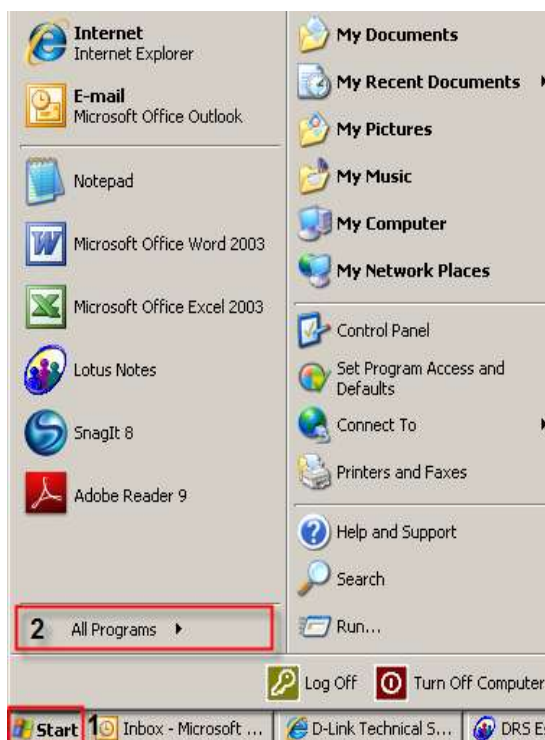 Internet
Internet Explorer
E-mail
Microsoft Office Outlook
Notepad
Microsoft Office Word 2003
Microsoft Office Excel 2003
Lotus Notes
SnagIt 8
Adobe Reader 9
2 All Programs
My Documents
My Recent Documents
My Pictures
My Music
My Computer
My Network Places
Control Panel
Set Program Access and
Defaults
Connect To
Printers and Faxes
Help and Support
Search
Run...
Log Off
Turn Off Computer
Start 1
Inbox - Microsoft ...
D-Link Technical S...
DRS Es